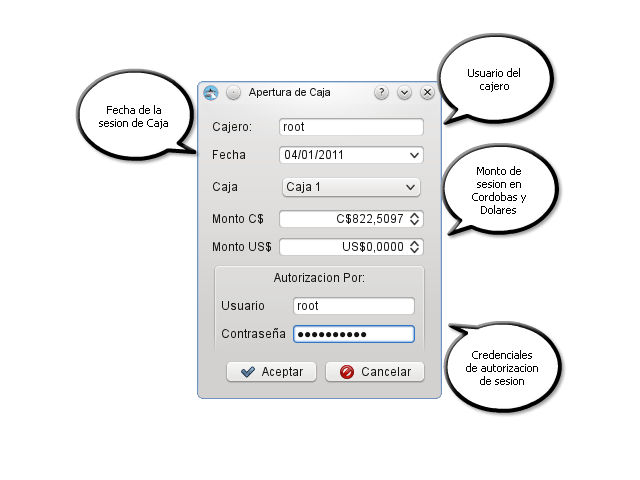 Apertura de Caja
?
Usuario del
cajero
Fecha de la
sesion de Caja
Cajero: root
Fecha 04/01/2011
Caja Caja 1
Monto C$ C$822,5097
Monto US$ US$0,0000
Monto de
sesion en
Cordobas y
Dolares
Autorizacion Por:
Usuario root
Contraseña ●●●●●●●●●●
Aceptar Cancelar
Credenciales
de autorizacion
de sesion